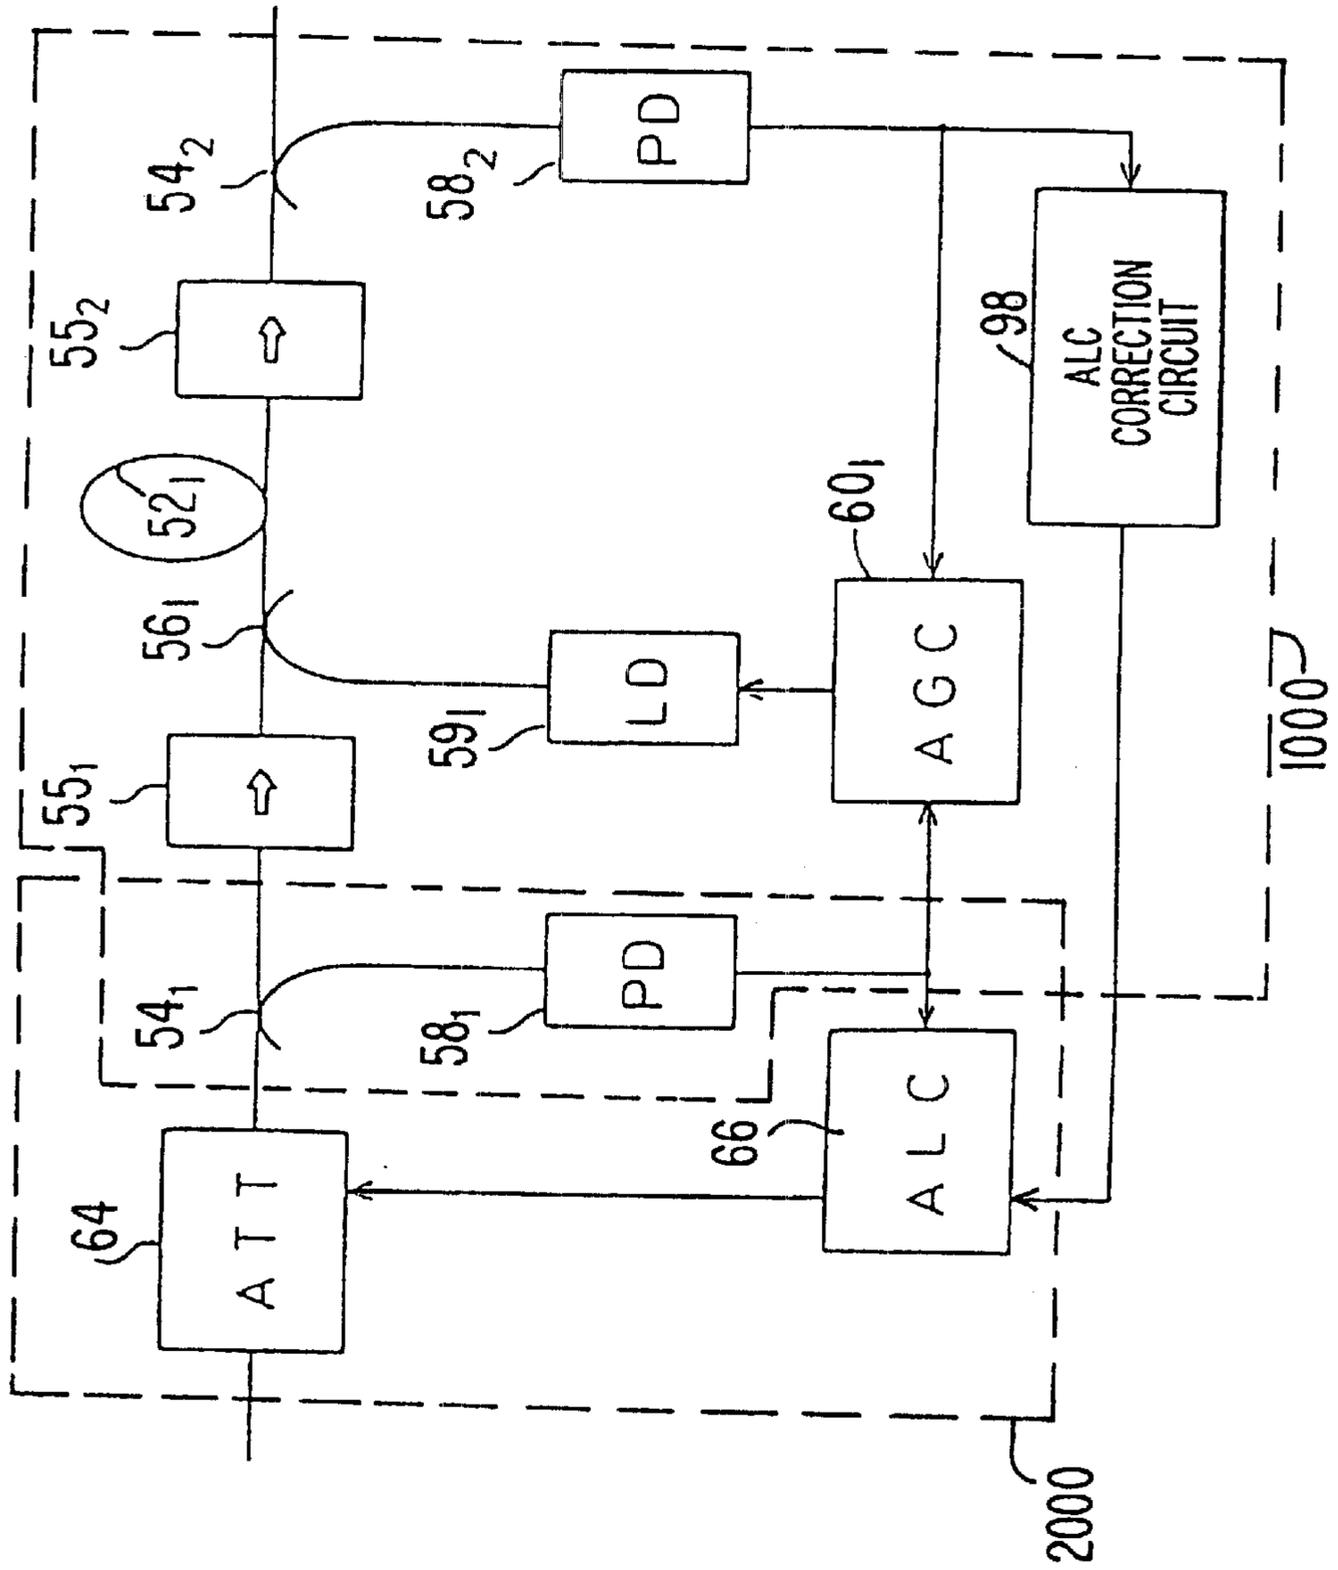 64
ATT
54₁
55₁
56₁
52₁
55₂
54₂
58₁
PD
59₁
LD
58₂
PD
66
ALC
60₁
AGC
98
ALC
CORRECTION
CIRCUIT
2000
1000